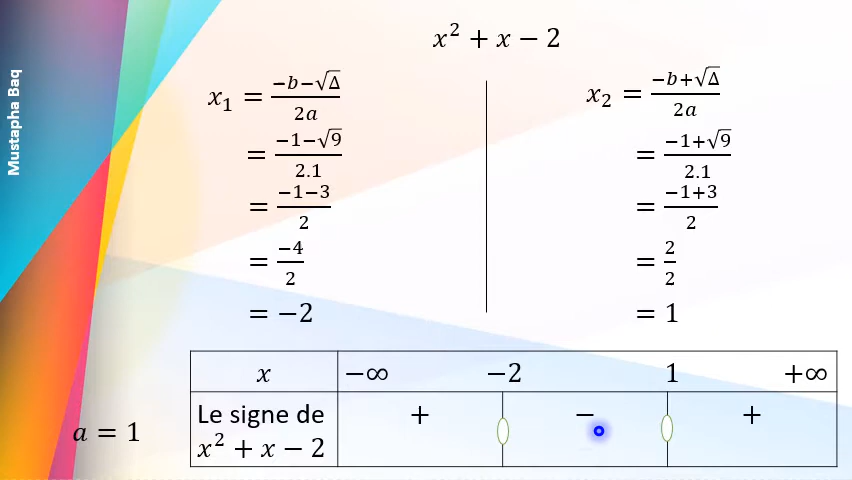 Mustapha Baq
x² + x − 2
x₁ = (−b−√Δ)/2a
= (−1−√9)/2.1
= (−1−3)/2
= −4/2
= −2
x₂ = (−b+√Δ)/2a
= (−1+√9)/2.1
= (−1+3)/2
= 2/2
= 1
x −∞ −2 1 +∞
Le signe de + − +
x² + x − 2
a = 1